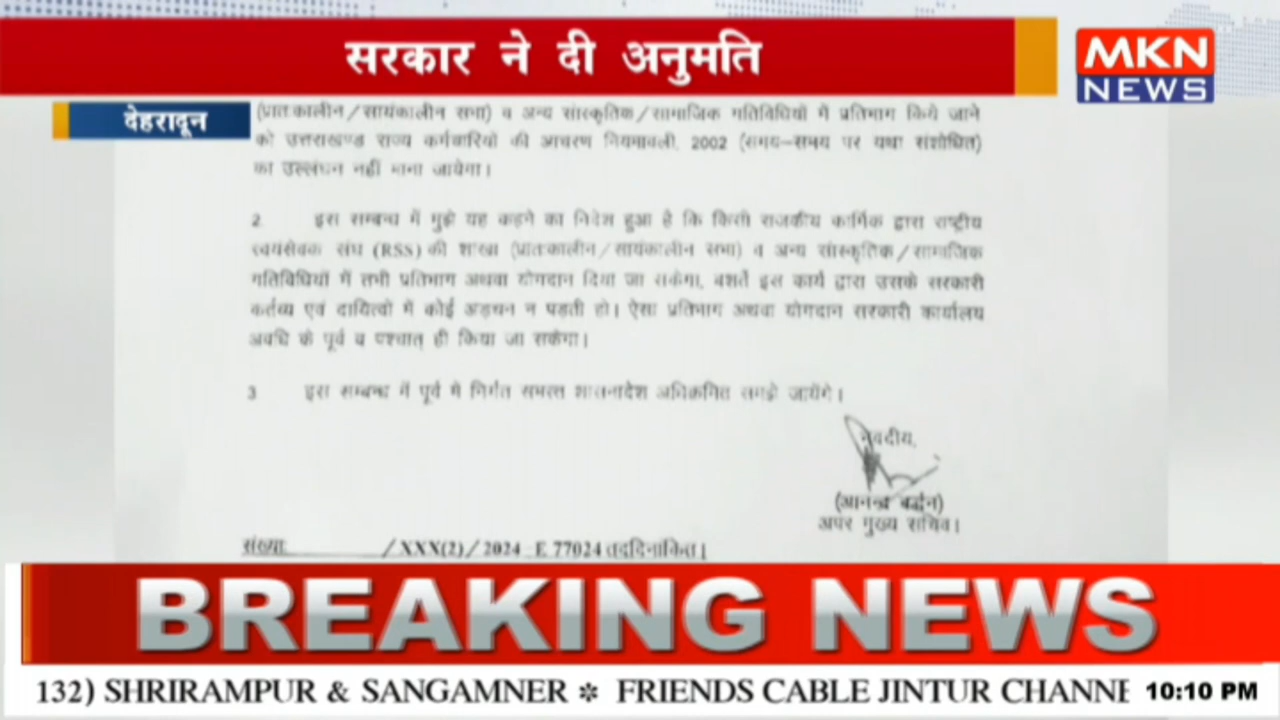 सरकार ने दी अनुमति
MKN
NEWS
देहरादून
(प्रातःकालीन/सायंकालीन सभा) व अन्य सांस्कृतिक/सामाजिक गतिविधियों में प्रतिभाग किये जाने
को उत्तराखण्ड राज्य कर्मचारियों की आचरण नियमावली, 2002 (समय-समय पर यथा संशोधित)
का उल्लंघन नहीं माना जायेगा।
2 इस सम्बन्ध में मुझे यह कहने का निदेश हुआ है कि किसी राजकीय कार्मिक द्वारा राष्ट्रीय
स्वयंसेवक संघ (RSS) की शाखा (प्रातःकालीन/सायंकालीन सभा) व अन्य सांस्कृतिक/सामाजिक
गतिविधियों में तभी प्रतिभाग अथवा योगदान दिया जा सकेगा, बशर्ते इस कार्य द्वारा उसके सरकारी
कर्तव्य एवं दायित्वों में कोई अड़चन न पड़ती हो। ऐसा प्रतिभाग अथवा योगदान सरकारी कार्यालय
अवधि के पूर्व व पश्चात् ही किया जा सकेगा।
3 इस सम्बन्ध में पूर्व में निर्गत समस्त शासनादेश अतिक्रमित समझे जायेंगे।
भवदीय,
(आनन्द बर्द्धन)
अपर मुख्य सचिव।
संख्या /XXX(2)/2024 E 77024 तद्दिनांकित।
BREAKING NEWS
132) SHRIRAMPUR & SANGAMNER ✻ FRIENDS CABLE JINTUR CHANNE
10:10 PM